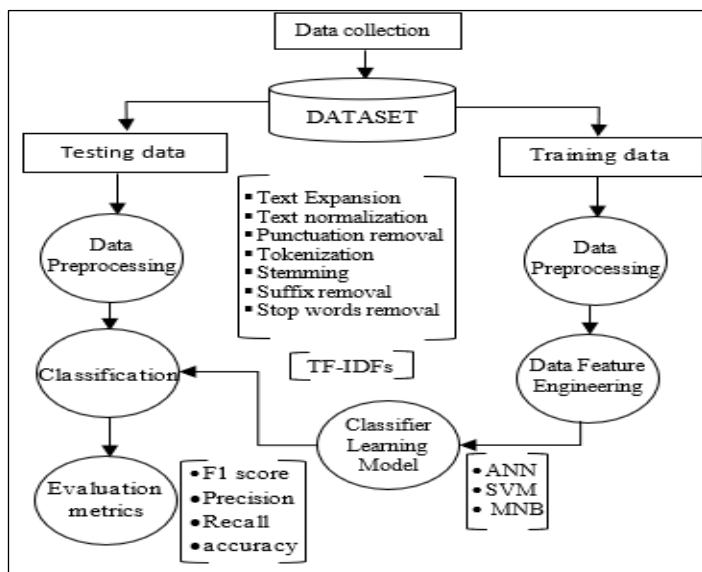 Data collection
DATASET
Testing data
Training data
▪ Text Expansion
▪ Text normalization
▪ Punctuation removal
▪ Tokenization
▪ Stemming
▪ Suffix removal
▪ Stop words removal
Data
Preprocessing
Data
Preprocessing
TF-IDFs
Classification
Data Feature
Engineering
Classifier
Learning
Model
Evaluation
metrics
● F1 score
● Precision
● Recall
● accuracy
● ANN
● SVM
● MNB